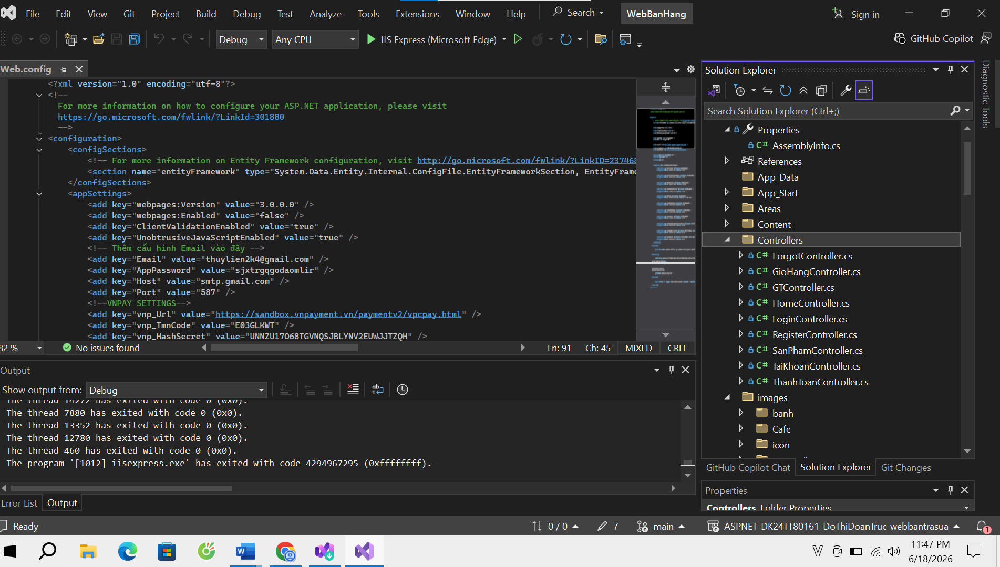 File Edit View Git Project Build Debug Test Analyze Tools Extensions Window Help Search WebBanHang Sign in
Debug Any CPU IIS Express (Microsoft Edge) GitHub Copilot
Web.config
<?xml version="1.0" encoding="utf-8"?>
<!--
For more information on how to configure your ASP.NET application, please visit
https://go.microsoft.com/fwlink/?LinkId=301880
-->
<configuration>
<configSections>
<!-- For more information on Entity Framework configuration, visit http://go.microsoft.com/fwlink/?LinkID=237468
<section name="entityFramework" type="System.Data.Entity.Internal.ConfigFile.EntityFrameworkSection, EntityFrame
</configSections>
<appSettings>
<add key="webpages:Version" value="3.0.0.0" />
<add key="webpages:Enabled" value="false" />
<add key="ClientValidationEnabled" value="true" />
<add key="UnobtrusiveJavaScriptEnabled" value="true" />
<!-- Thêm cấu hình Email vào đây -->
<add key="Email" value="thuylien2k4@gmail.com" />
<add key="AppPassword" value="sjxtrgqgodaomlir" />
<add key="Host" value="smtp.gmail.com" />
<add key="Port" value="587" />
<!--VNPAY SETTINGS-->
<add key="vnp_Url" value="https://sandbox.vnpayment.vn/paymentv2/vpcpay.html" />
<add key="vnp_TmnCode" value="E03GLKWT" />
<add key="vnp_HashSecret" value="UNNZU17O68TGVNQSJBLYNV2EUWJJTZQH" />
82 % No issues found Ln: 91 Ch: 45 MIXED CRLF
Output
Show output from: Debug
The thread 14272 has exited with code 0 (0x0).
The thread 7880 has exited with code 0 (0x0).
The thread 13352 has exited with code 0 (0x0).
The thread 12780 has exited with code 0 (0x0).
The thread 460 has exited with code 0 (0x0).
The program '[1012] iisexpress.exe' has exited with code 4294967295 (0xffffffff).
Error List Output
Solution Explorer
Search Solution Explorer (Ctrl+;)
Properties
C# AssemblyInfo.cs
References
App_Data
App_Start
Areas
Content
Controllers
C# ForgotController.cs
C# GioHangController.cs
C# GTController.cs
C# HomeController.cs
C# LoginController.cs
C# RegisterController.cs
C# SanPhamController.cs
C# TaiKhoanController.cs
C# ThanhToanController.cs
images
banh
Cafe
icon
GitHub Copilot Chat Solution Explorer Git Changes
Properties
Controllers Folder Properties
Diagnostic Tools
Ready 0 / 0 7 main ASPNET-DK24TT80161-DoThiDoanTruc-webbantrasua 1
11:47 PM
6/18/2026